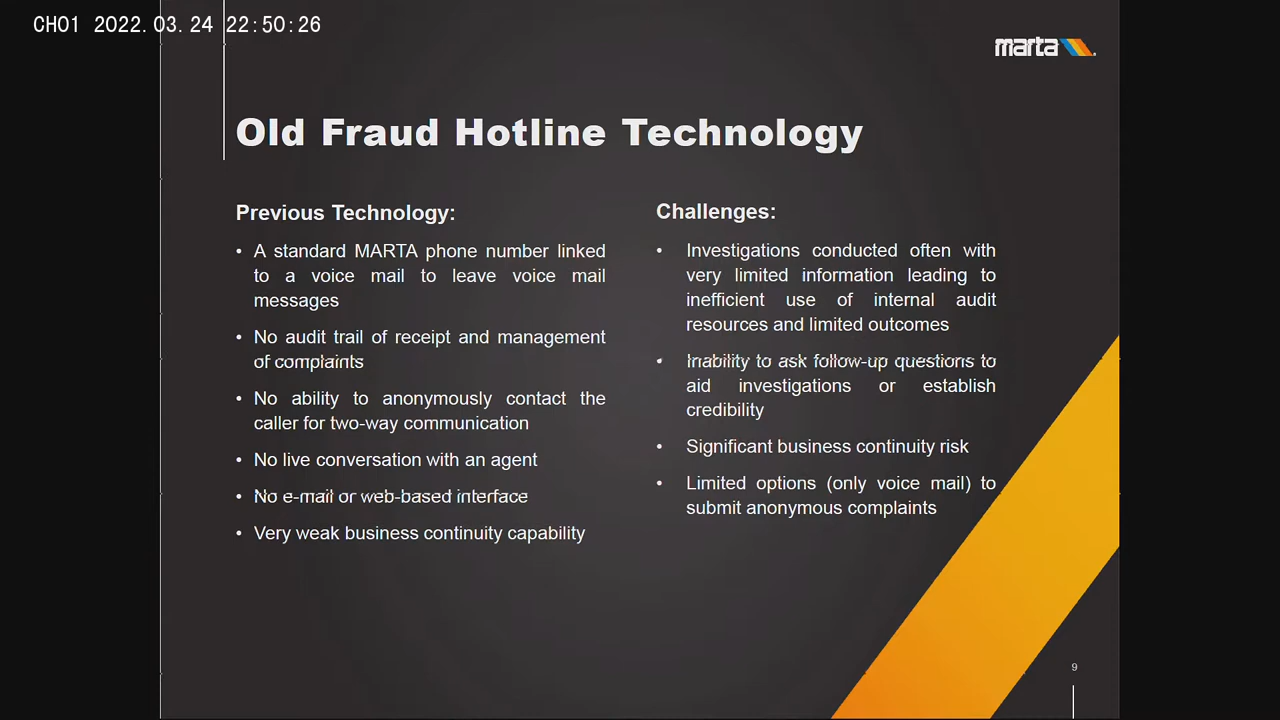 CH01 2022.03.24 22:50:26
marta
Old Fraud Hotline Technology
Previous Technology:
• A standard MARTA phone number linked
to a voice mail to leave voice mail
messages
• No audit trail of receipt and management
of complaints
• No ability to anonymously contact the
caller for two-way communication
• No live conversation with an agent
• No e-mail or web-based interface
• Very weak business continuity capability
Challenges:
• Investigations conducted often with
very limited information leading to
inefficient use of internal audit
resources and limited outcomes
• Inability to ask follow-up questions to
aid investigations or establish
credibility
• Significant business continuity risk
• Limited options (only voice mail) to
submit anonymous complaints
9